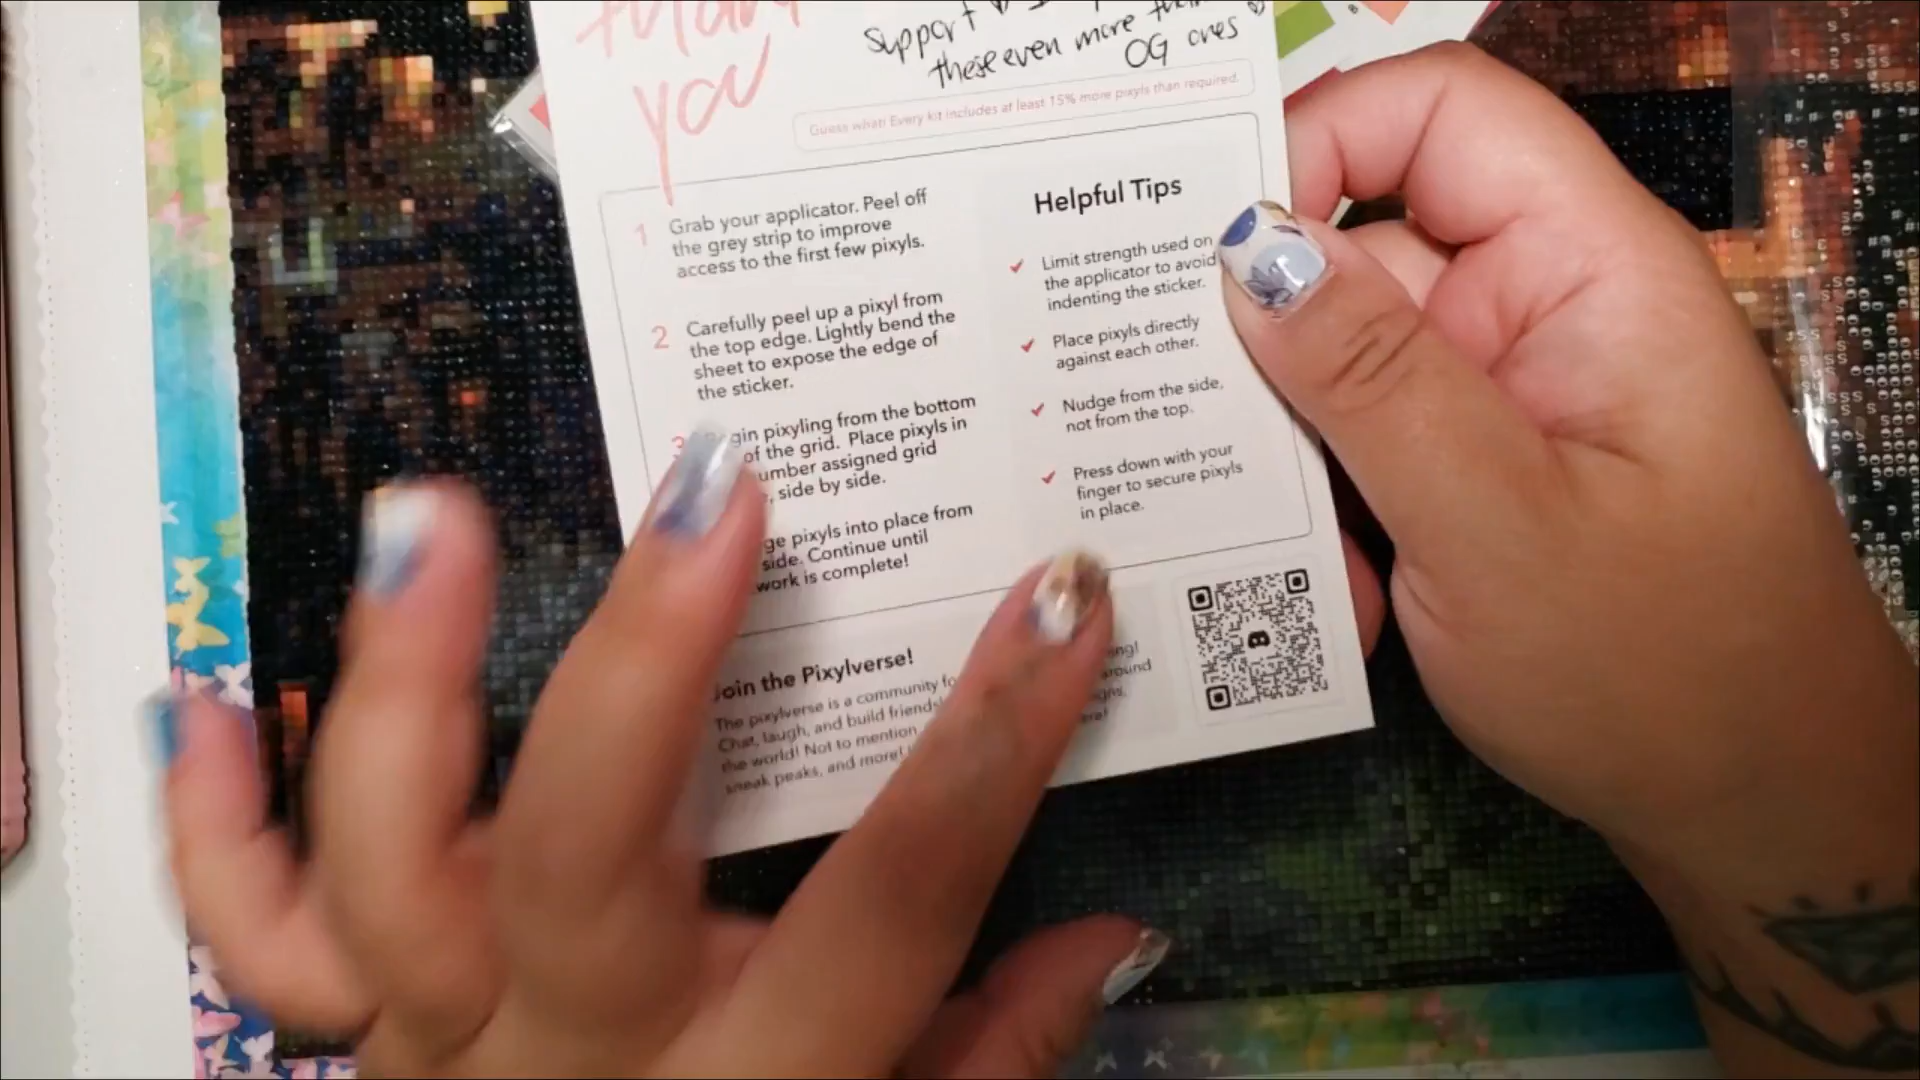 you
support
these even more than
OG ones
Guess what! Every kit includes at least 15% more pixyls than required.
1 Grab your applicator. Peel off
the grey strip to improve
access to the first few pixyls.
2 Carefully peel up a pixyl from
the top edge. Lightly bend the
sheet to expose the edge of
the sticker.
3 gin pixyling from the bottom
of the grid. Place pixyls in
umber assigned grid
, side by side.
ge pixyls into place from
side. Continue until
work is complete!
Helpful Tips
Limit strength used on
the applicator to avoid
indenting the sticker.
Place pixyls directly
against each other.
Nudge from the side,
not from the top.
Press down with your
finger to secure pixyls
in place.
Join the Pixylverse!
The pixylverse is a community fo
ing!
Chat, laugh, and build friends
around
the world! Not to mention
gns,
sneak peaks, and more!
era!